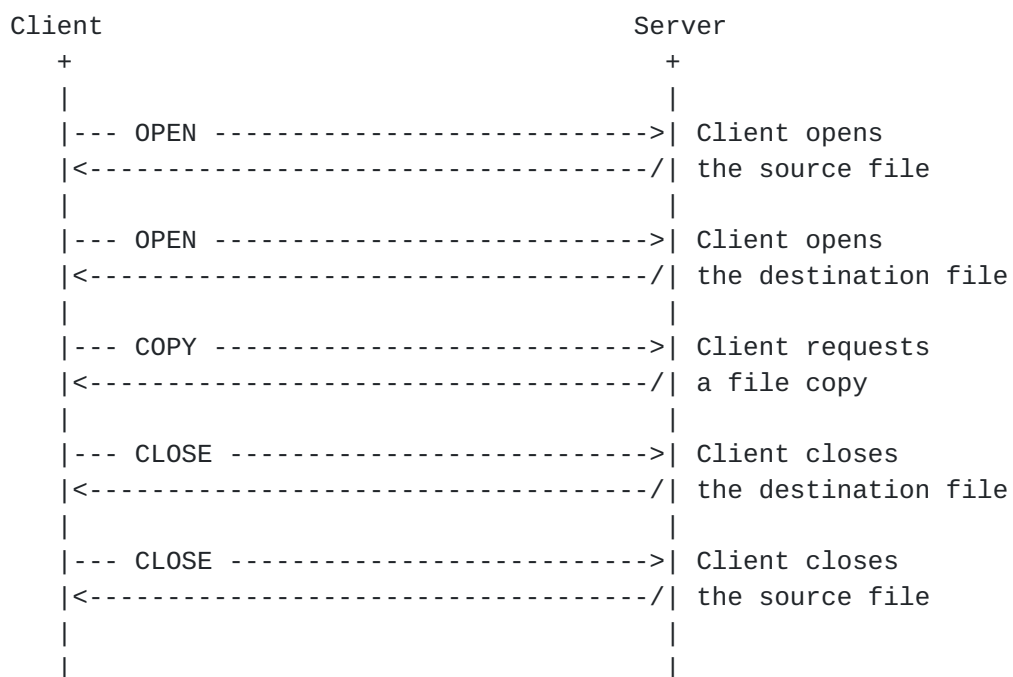 Client                                  Server
   +                                      +
   |                                      |
   |--- OPEN ---------------------------->| Client opens
   |<------------------------------------/| the source file
   |                                      |
   |--- OPEN ---------------------------->| Client opens
   |<------------------------------------/| the destination file
   |                                      |
   |--- COPY ---------------------------->| Client requests
   |<------------------------------------/| a file copy
   |                                      |
   |--- CLOSE --------------------------->| Client closes
   |<------------------------------------/| the destination file
   |                                      |
   |--- CLOSE --------------------------->| Client closes
   |<------------------------------------/| the source file
   |                                      |
   |                                      |